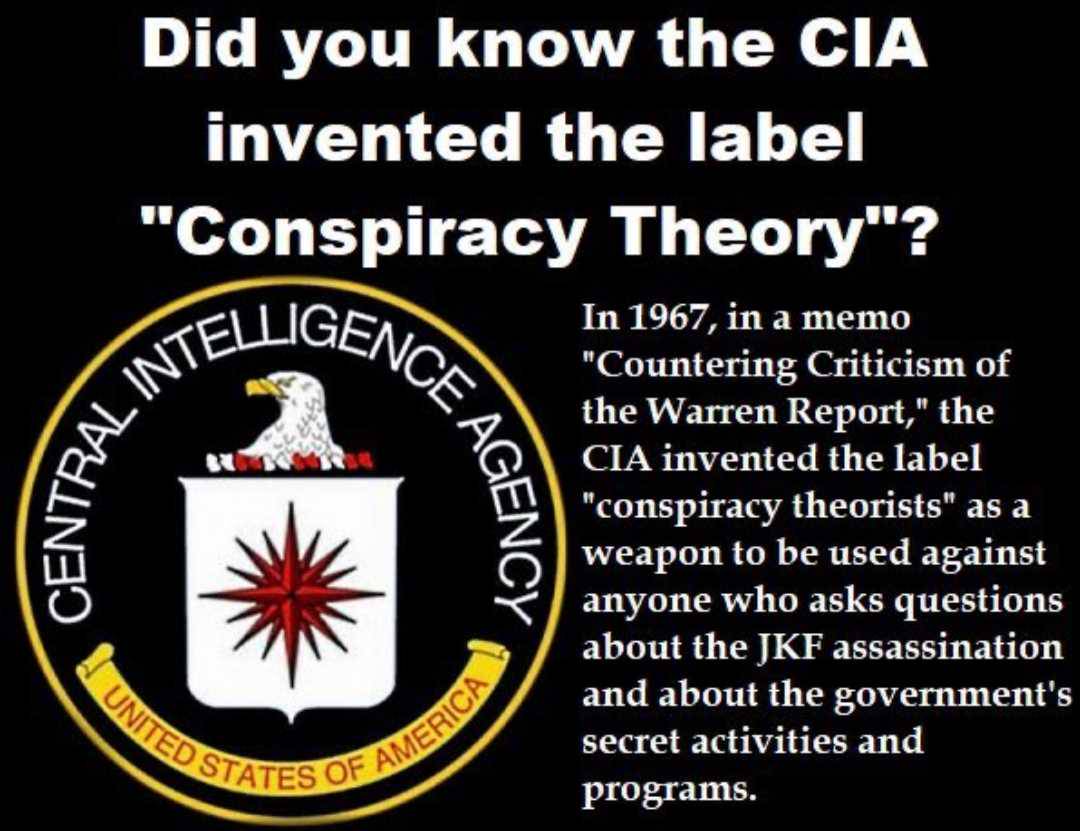 Did you know the CIA
invented the label
"Conspiracy Theory"?
CENTRAL INTELLIGENCE AGENCY
UNITED STATES OF AMERICA
In 1967, in a memo
"Countering Criticism of
the Warren Report," the
CIA invented the label
"conspiracy theorists" as a
weapon to be used against
anyone who asks questions
about the JKF assassination
and about the government's
secret activities and
programs.